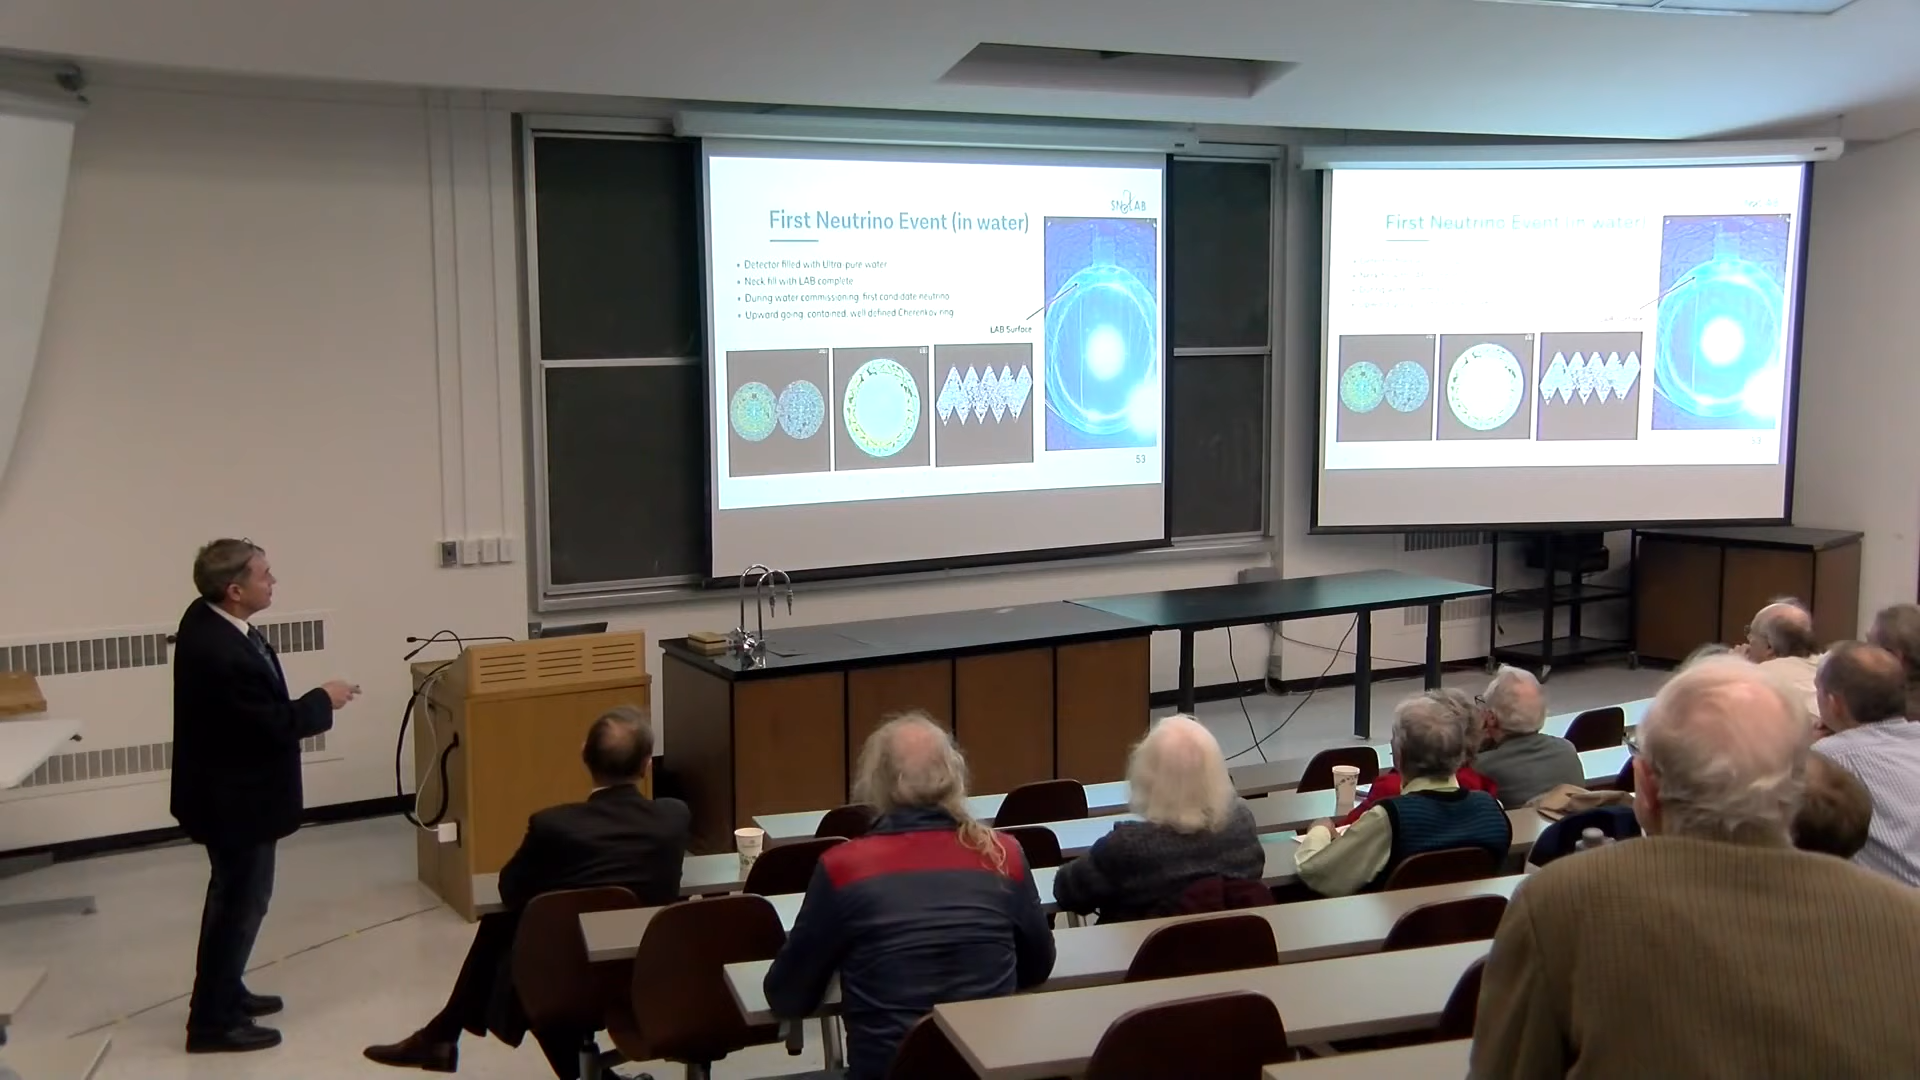 SNOLAB
First Neutrino Event (in water)
• Detector filled with Ultra-pure water
• Neck fill with LAB complete
• During water commissioning, first candidate neutrino
• Upward going, contained, well defined Cherenkov ring
LAB Surface
53
First Neutrino Event (in water)
53